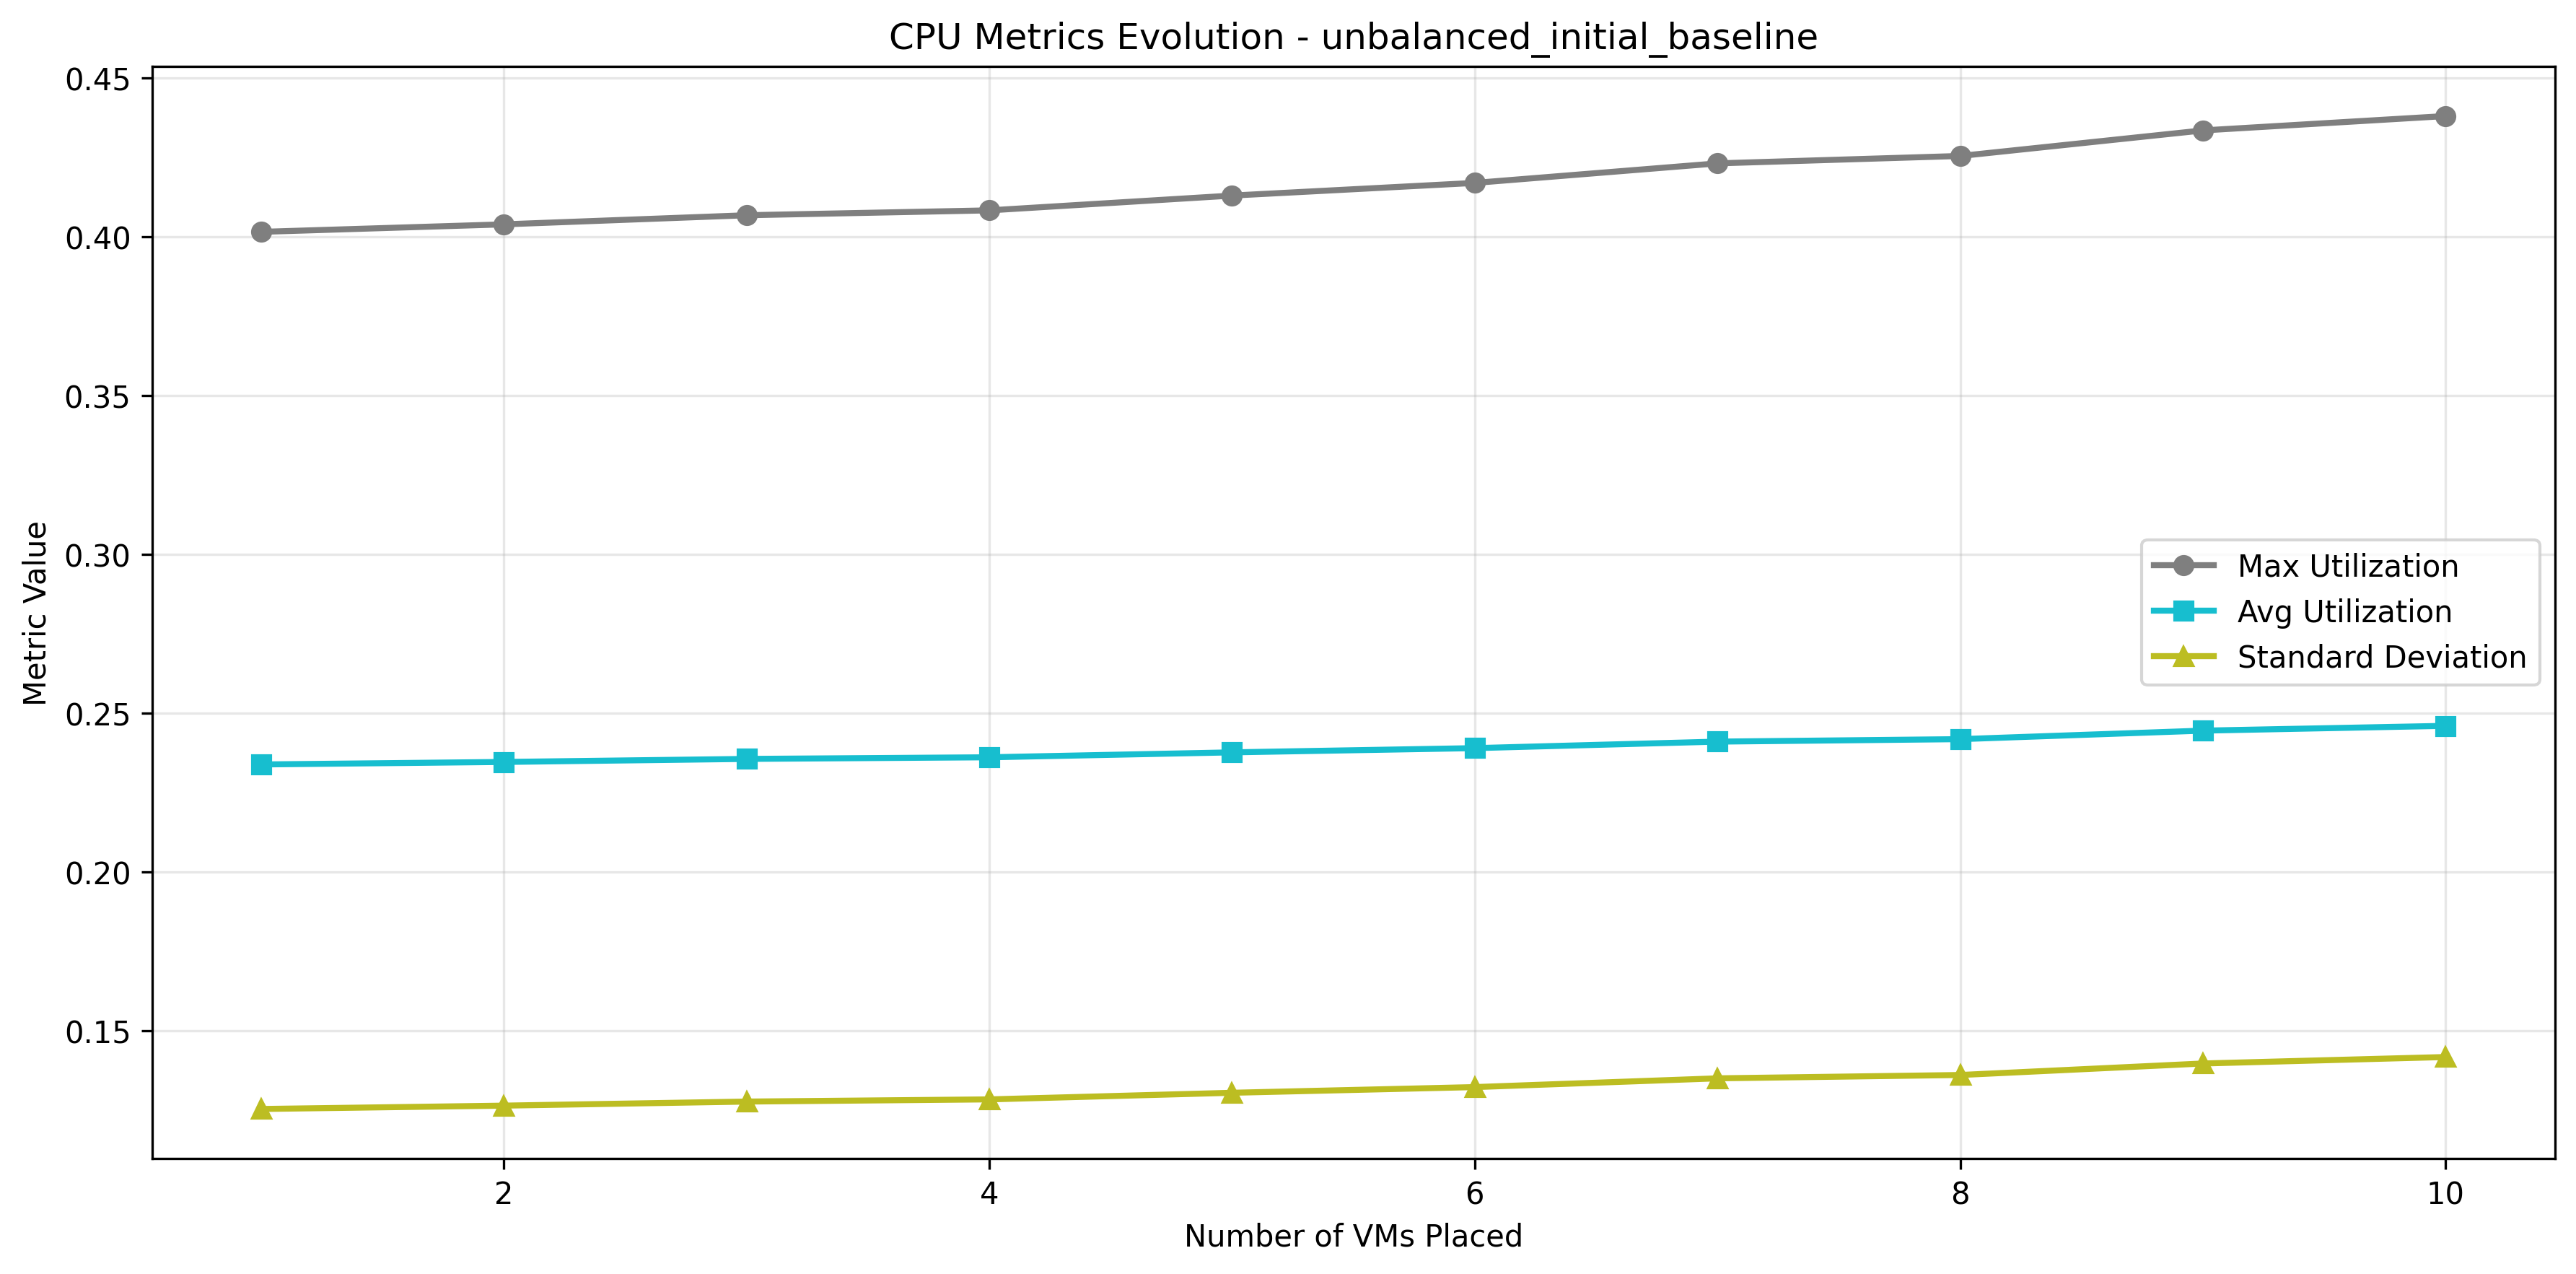 CPU Metrics Evolution - unbalanced_initial_baseline
0.45
0.40
0.35
0.30
0.25
0.20
0.15
Metric Value
Max Utilization
Avg Utilization
Standard Deviation
2 4 6 8 10
Number of VMs Placed